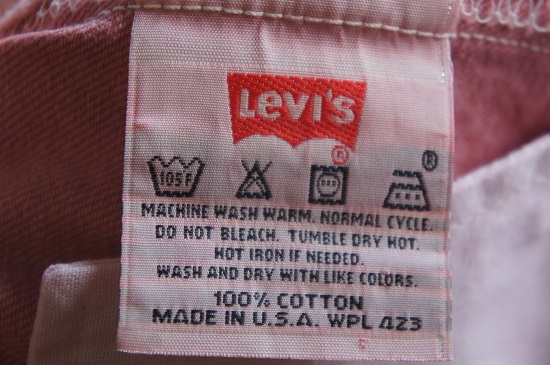 Levi's ®
®
105F
MACHINE WASH WARM. NORMAL CYCLE.
DO NOT BLEACH. TUMBLE DRY HOT.
HOT IRON IF NEEDED.
WASH AND DRY WITH LIKE COLORS.
100% COTTON
MADE IN U.S.A. WPL 423